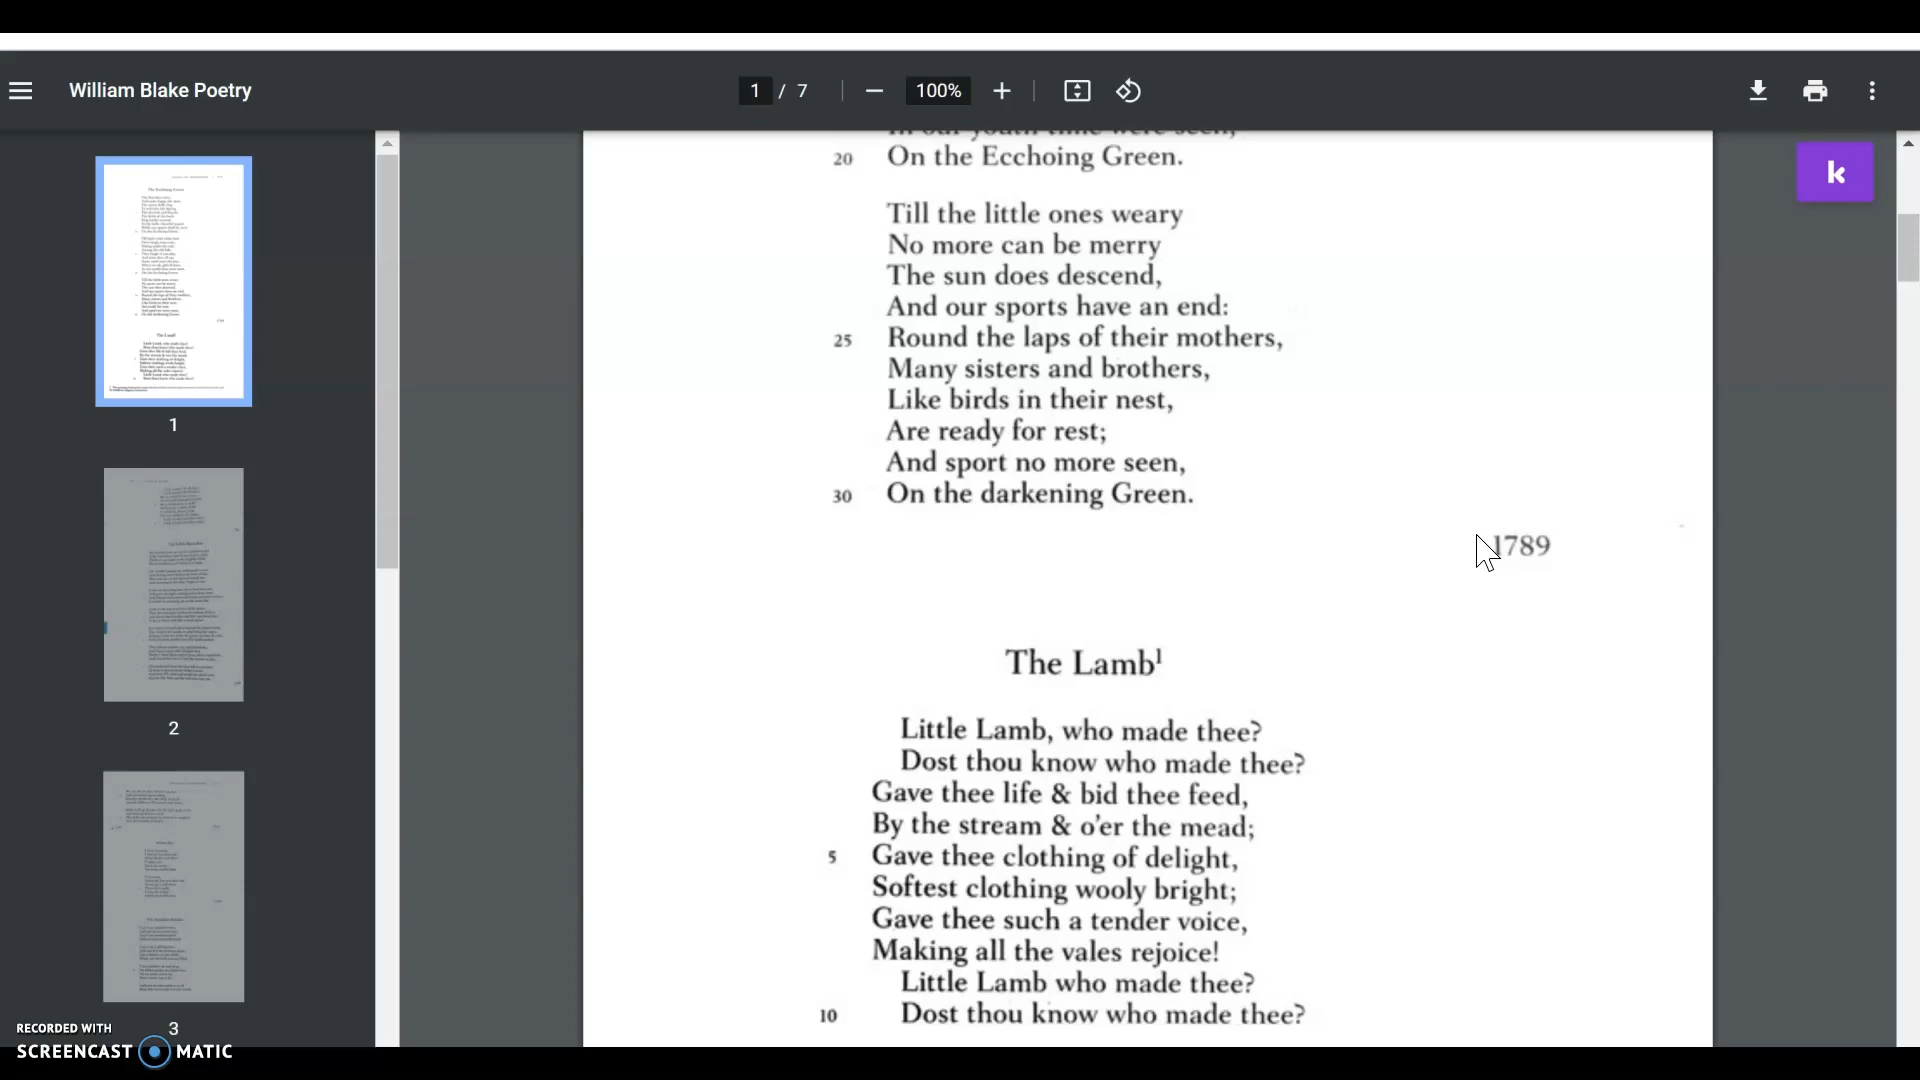 William Blake Poetry
1 / 7
100%
k
20 On the Ecchoing Green.
Till the little ones weary
No more can be merry
The sun does descend,
And our sports have an end:
25 Round the laps of their mothers,
Many sisters and brothers,
Like birds in their nest,
Are ready for rest;
And sport no more seen,
30 On the darkening Green.
1789
The Lamb¹
Little Lamb, who made thee?
Dost thou know who made thee?
Gave thee life & bid thee feed,
By the stream & o'er the mead;
5 Gave thee clothing of delight,
Softest clothing wooly bright;
Gave thee such a tender voice,
Making all the vales rejoice!
Little Lamb who made thee?
10 Dost thou know who made thee?
1
2
3
RECORDED WITH
SCREENCAST MATIC